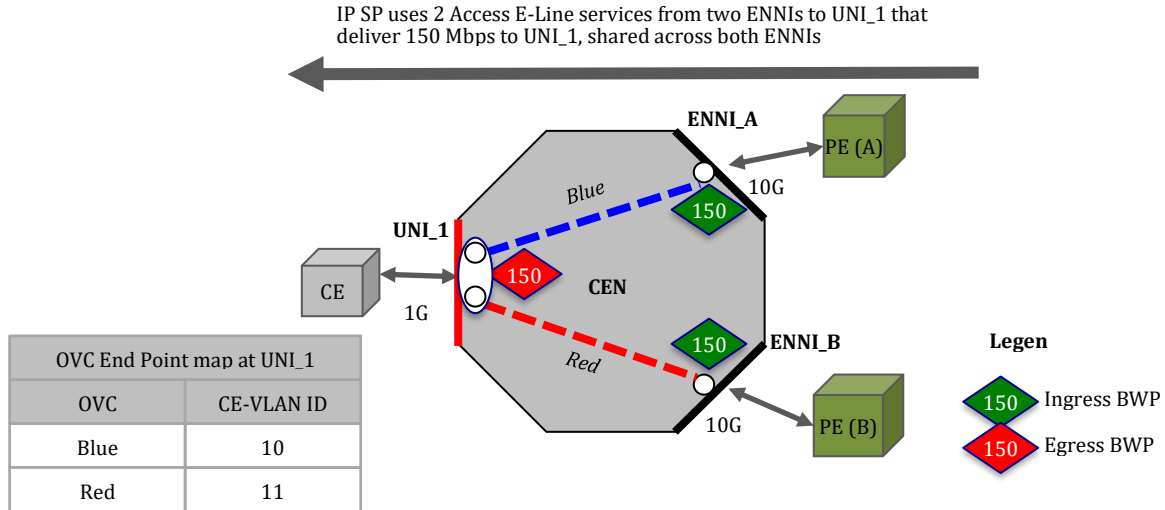 IP SP uses 2 Access E-Line services from two ENNIs to UNI_1 that
deliver 150 Mbps to UNI_1, shared across both ENNIs
ENNI_A
PE (A)
10G
Blue
150
UNI_1
150
CEN
CE
1G
150
ENNI_B
Red
10G
PE (B)
OVC End Point map at UNI_1
OVC CE-VLAN ID
Blue 10
Red 11
Legen
150 Ingress BWP
150 Egress BWP